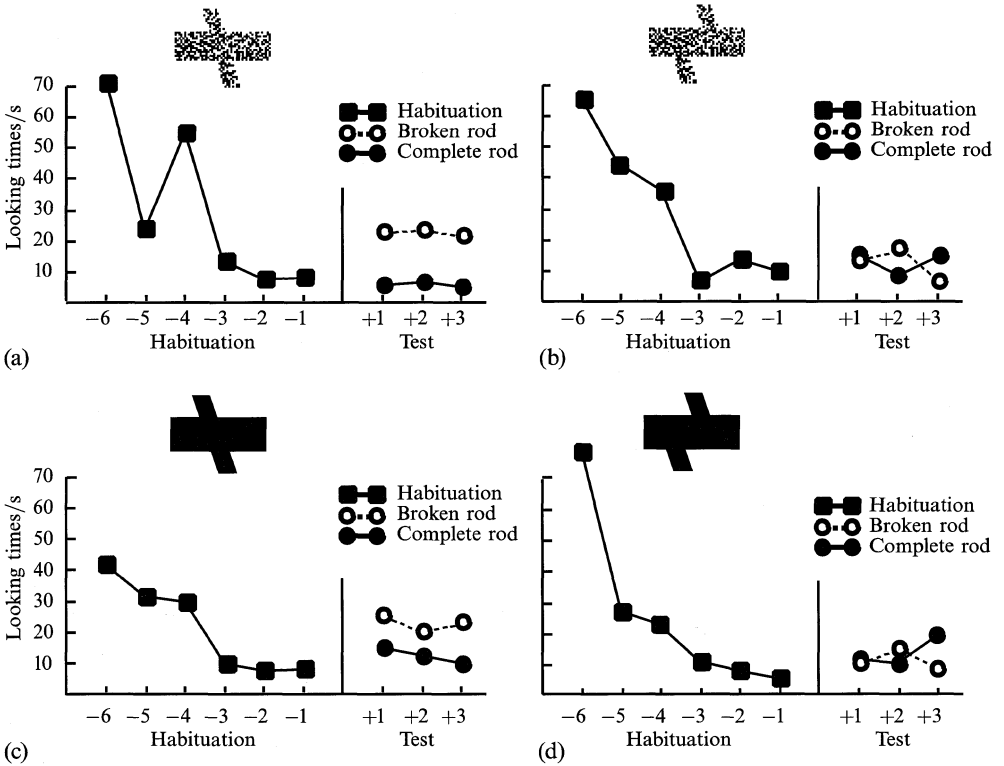 70
60
50
40
30
20
10
Looking times/s
Habituation
Broken rod
Complete rod
−6 −5 −4 −3 −2 −1 +1 +2 +3
Habituation Test
(a)
Habituation
Broken rod
Complete rod
−6 −5 −4 −3 −2 −1 +1 +2 +3
Habituation Test
(b)
70
60
50
40
30
20
10
Looking times/s
Habituation
Broken rod
Complete rod
−6 −5 −4 −3 −2 −1 +1 +2 +3
Habituation Test
(c)
Habituation
Broken rod
Complete rod
−6 −5 −4 −3 −2 −1 +1 +2 +3
Habituation Test
(d)